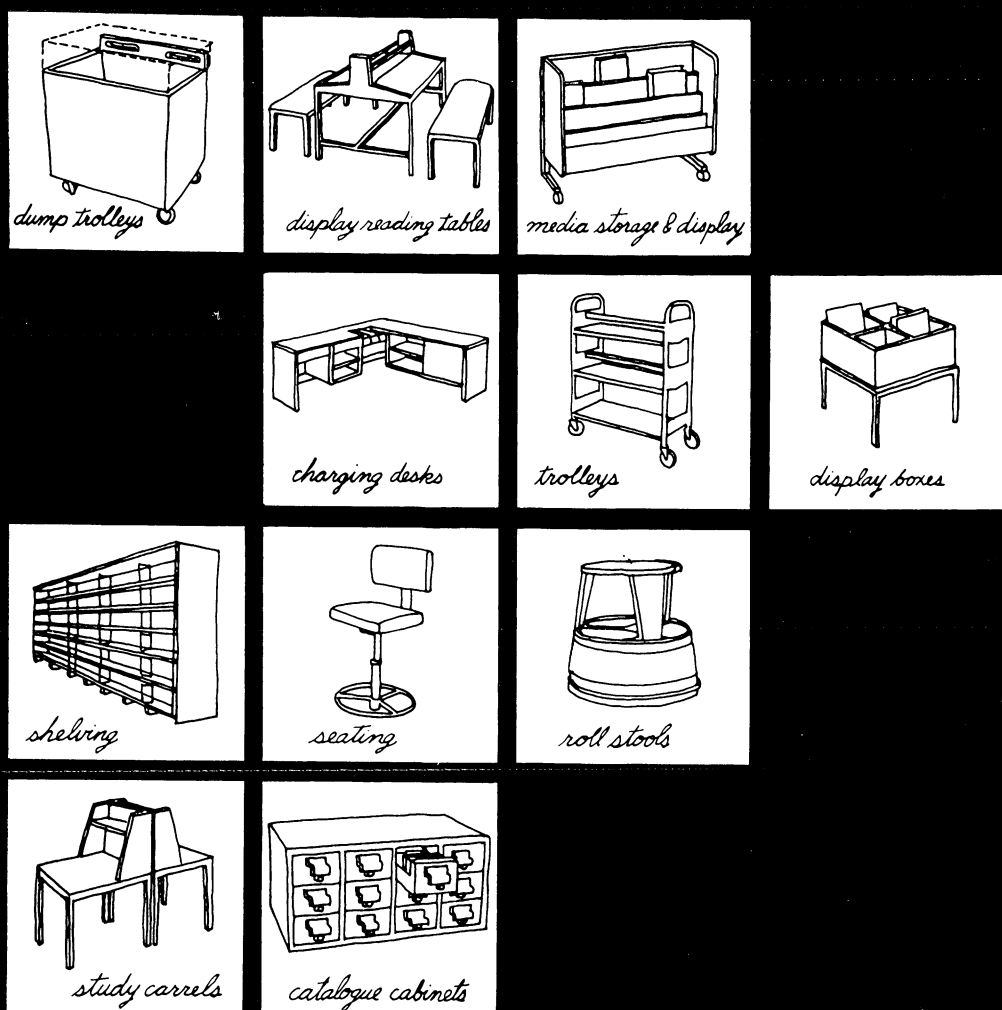 dump trolleys
display reading tables
media storage & display
charging desks
trolleys
display boxes
shelving
seating
roll stools
study carrels
catalogue cabinets